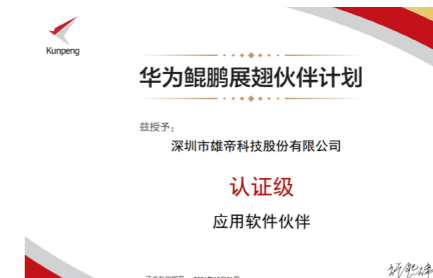 Kunpeng
华为鲲鹏展翅伙伴计划
兹授予：
深圳市雄帝科技股份有限公司
认证级
应用软件伙伴